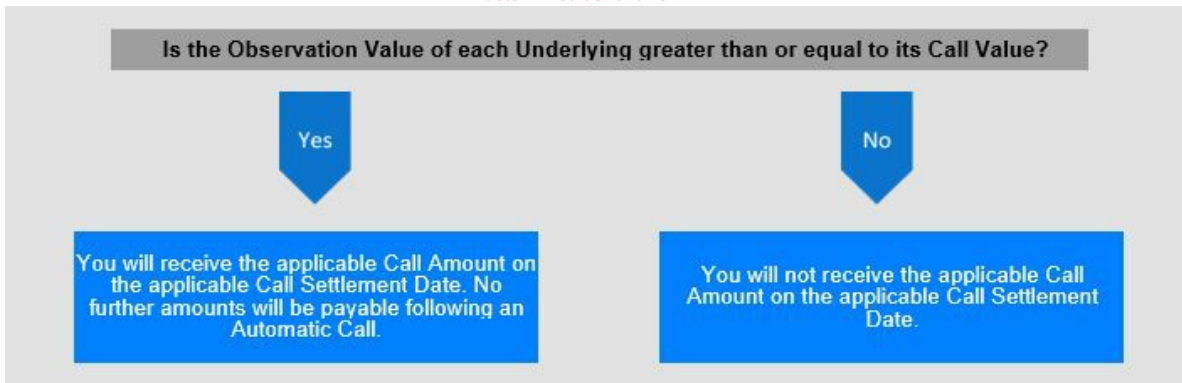 Is the Observation Value of each Underlying greater than or equal to its Call Value?
Yes
No
You will receive the applicable Call Amount on
the applicable Call Settlement Date. No
further amounts will be payable following an
Automatic Call.
You will not receive the applicable Call
Amount on the applicable Call Settlement
Date.